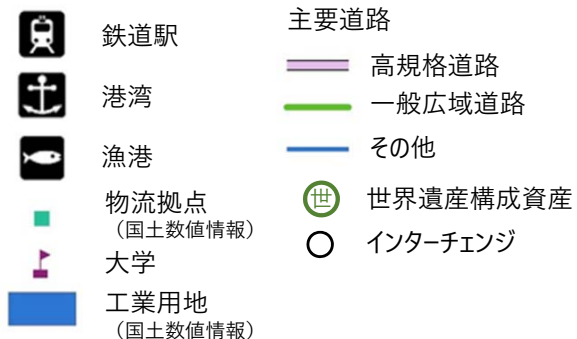 鉄道駅
港湾
漁港
物流拠点
（国土数値情報）
大学
工業用地
（国土数値情報）
主要道路
高規格道路
一般広域道路
その他
世 世界遺産構成資産
インターチェンジ